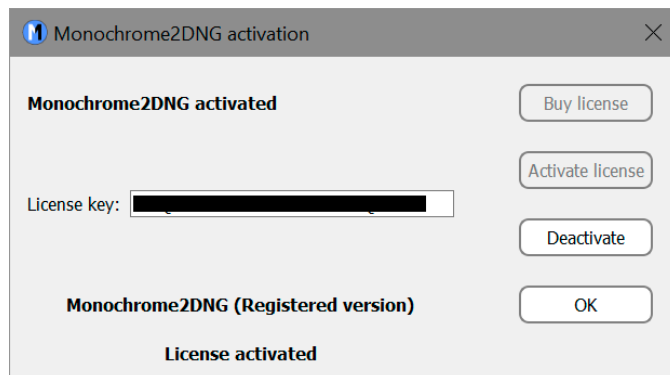 Monochrome2DNG activation
Monochrome2DNG activated
Buy license
Activate license
License key:
Deactivate
Monochrome2DNG (Registered version)
OK
License activated